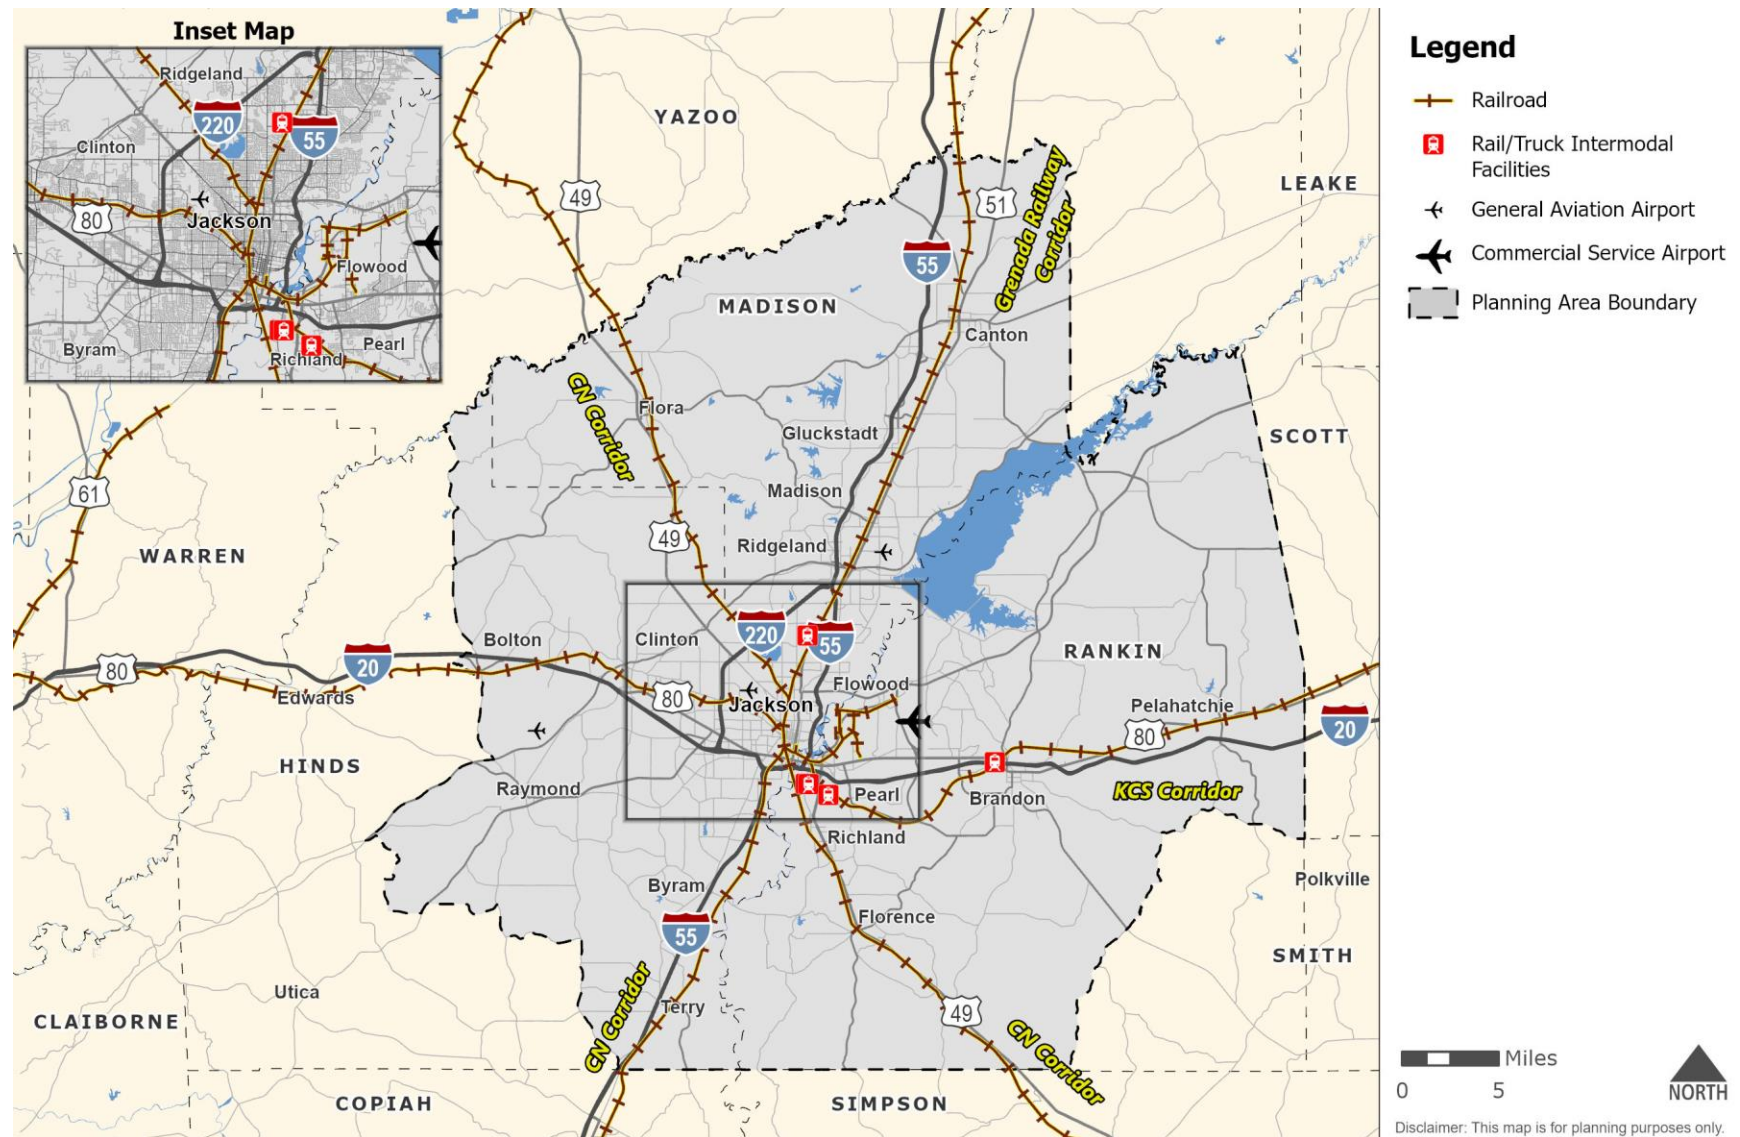 Inset Map
Ridgeland
220
55
Clinton
80
Jackson
Flowood
Byram
Richland
Pearl
YAZOO
49
51
Grenada Railway
Corridor
LEAKE
55
MADISON
Canton
CN Corridor
Flora
Gluckstadt
SCOTT
61
Madison
49
Ridgeland
WARREN
Bolton
Clinton
220
55
RANKIN
80
20
Edwards
80
Flowood
Jackson
Pelahatchie
80
20
HINDS
Raymond
Pearl
Brandon
KCS Corridor
Richland
Byram
Polkville
Florence
55
SMITH
Utica
CN Corridor
Terry
49
CLAIBORNE
CN Corridor
COPIAH
SIMPSON
Legend
Railroad
Rail/Truck Intermodal
Facilities
General Aviation Airport
Commercial Service Airport
Planning Area Boundary
Miles
0 5
NORTH
Disclaimer: This map is for planning purposes only.